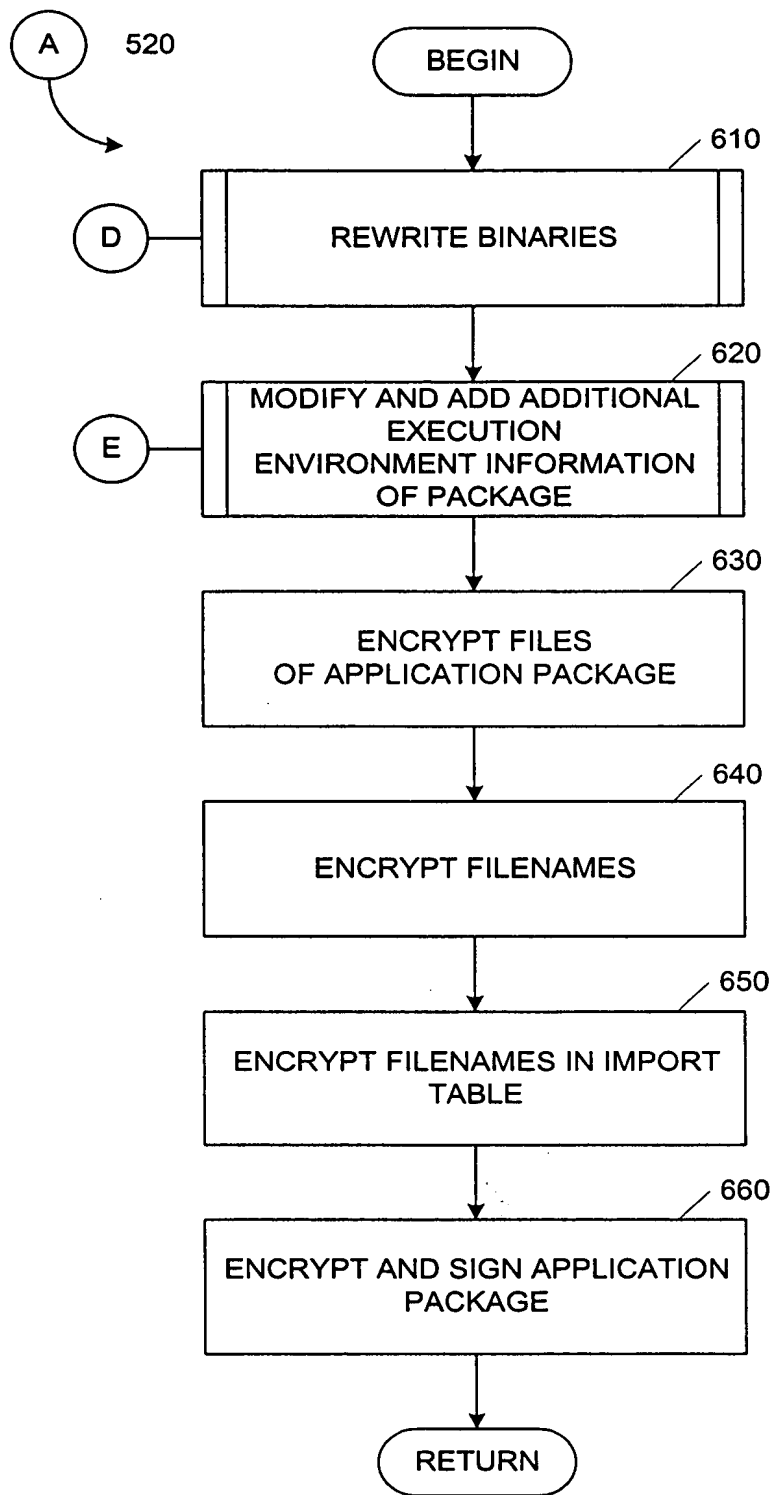 A 520
BEGIN
610
D
REWRITE BINARIES
620
E
MODIFY AND ADD ADDITIONAL
EXECUTION
ENVIRONMENT INFORMATION
OF PACKAGE
630
ENCRYPT FILES
OF APPLICATION PACKAGE
640
ENCRYPT FILENAMES
650
ENCRYPT FILENAMES IN IMPORT
TABLE
660
ENCRYPT AND SIGN APPLICATION
PACKAGE
RETURN